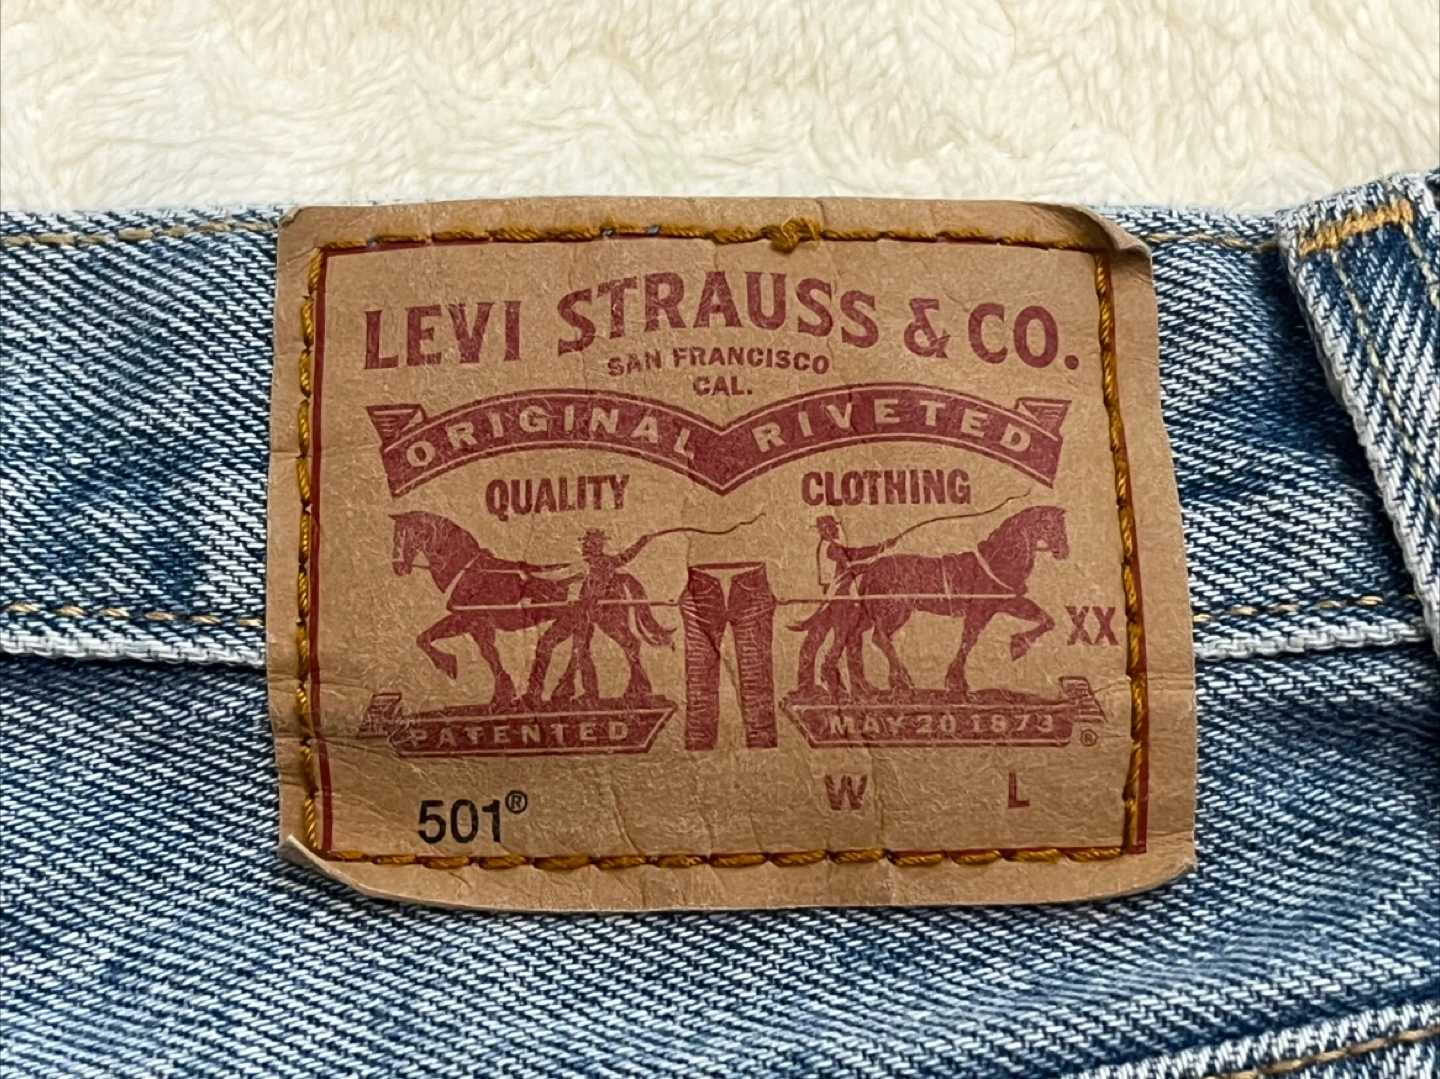 LEVI STRAUSS & CO.
SAN FRANCISCO
CAL.
ORIGINAL RIVETED
QUALITY CLOTHING
XX
PATENTED MAY 20 1873 ®
W L
501®